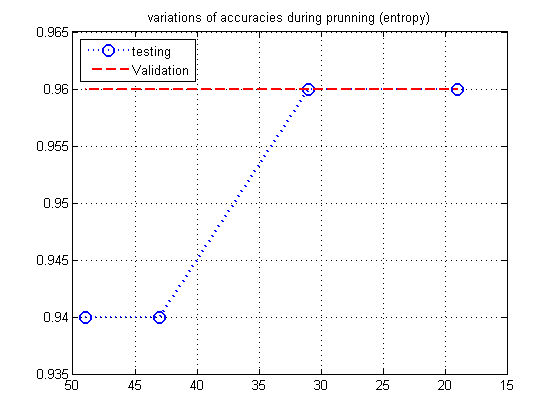 variations of accuracies during prunning (entropy)
0.965
testing
Validation
0.96
0.955
0.95
0.945
0.94
0.935
50 45 40 35 30 25 20 15